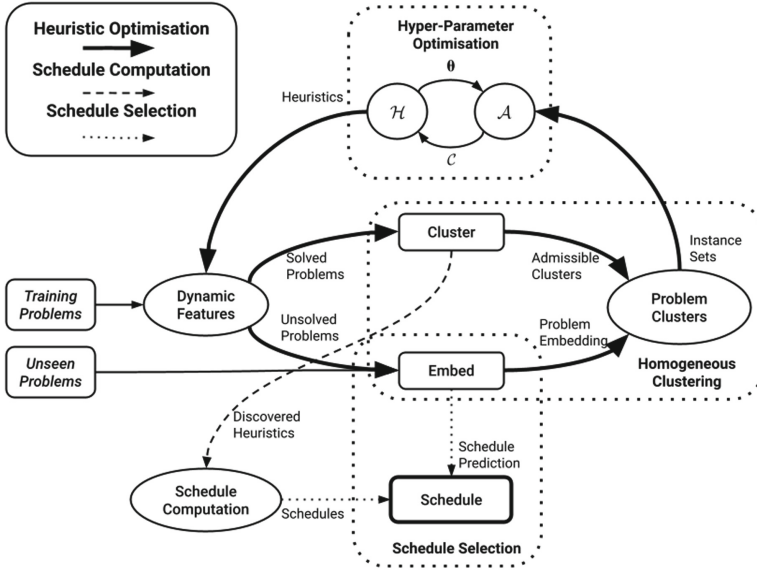 Heuristic Optimisation
Schedule Computation
Schedule Selection
Hyper-Parameter
Optimisation
θ
Heuristics
ℋ
𝒜
𝒞
Cluster
Solved
Problems
Admissible
Clusters
Instance
Sets
Training
Problems
Dynamic
Features
Problem
Clusters
Unsolved
Problems
Problem
Embedding
Unseen
Problems
Embed
Homogeneous
Clustering
Discovered
Heuristics
Schedule
Prediction
Schedule
Computation
Schedules
Schedule
Schedule Selection